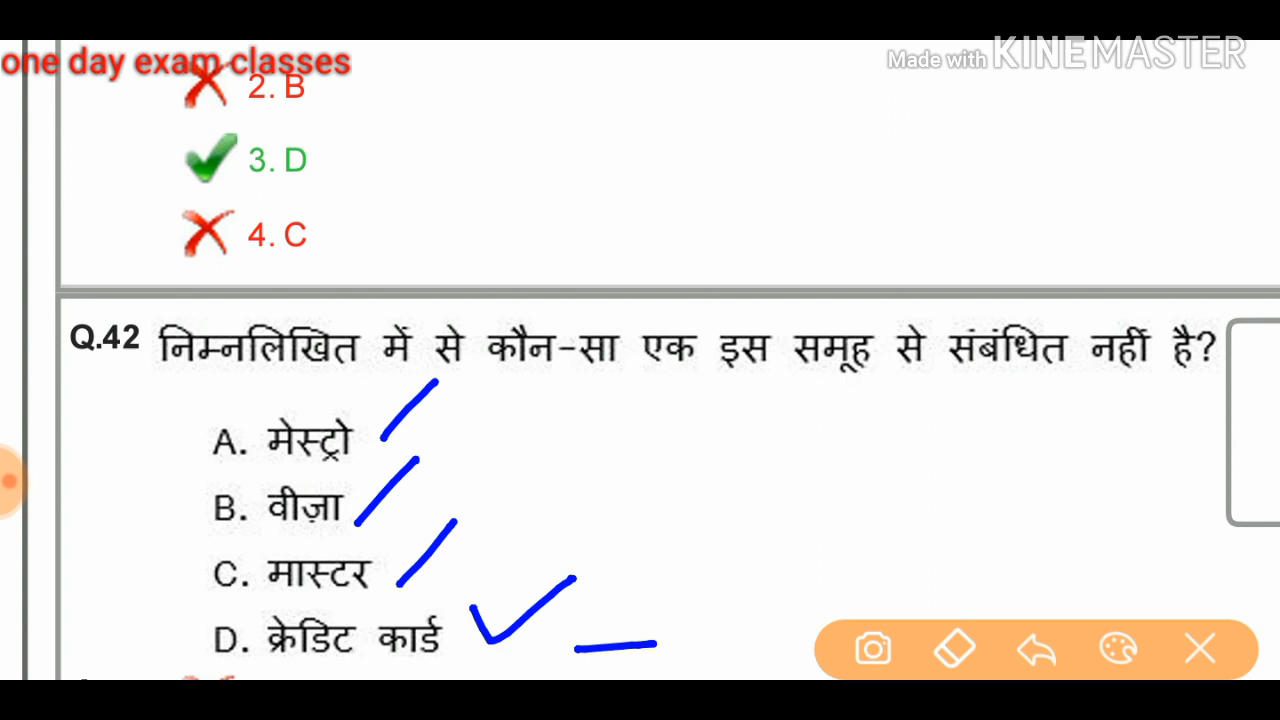 one day exam classes
Made with KINEMASTER
2. B
3. D
4. C
Q.42 निम्नलिखित में से कौन-सा एक इस समूह से संबंधित नहीं है?
A. मेस्ट्रो
B. वीज़ा
C. मास्टर
D. क्रेडिट कार्ड